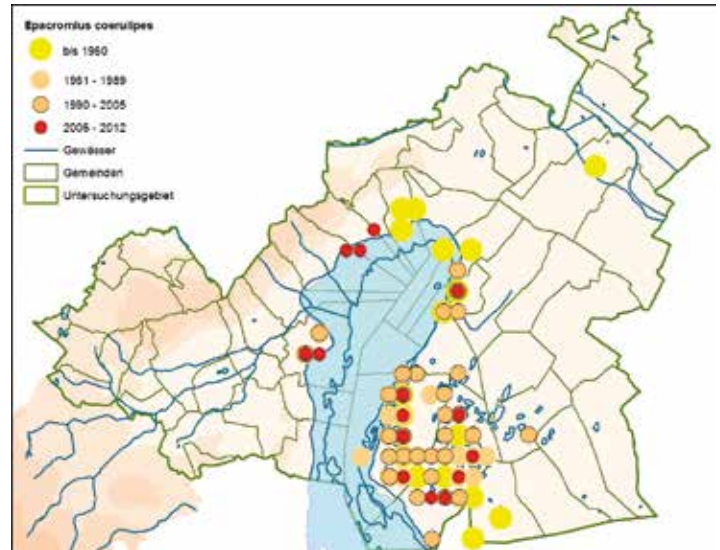 Epacromius coerulipes
bis 1960
1961 - 1989
1990 - 2005
2006 - 2012
Gewässer
Gemeinden
Untersuchungsgebiet